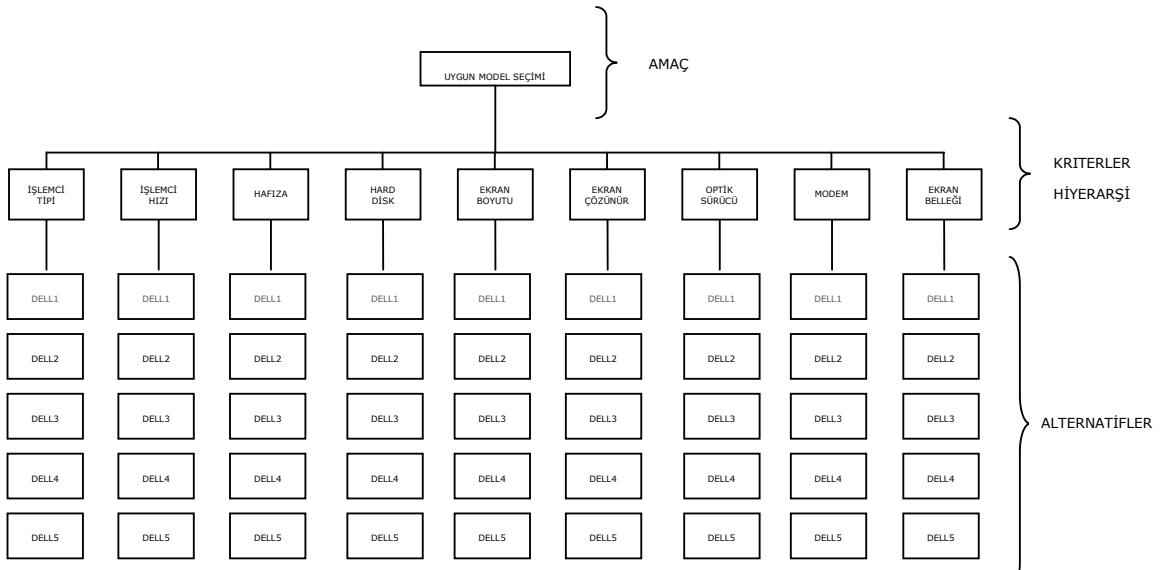 UYGUN MODEL SEÇİMİ
AMAÇ
İŞLEMCİ
TİPİ
İŞLEMCİ
HIZI
HAFIZA
HARD
DİSK
EKRAN
BOYUTU
EKRAN
ÇÖZÜNÜR
OPTİK
SÜRÜCÜ
MODEM
EKRAN
BELLEĞİ
KRITERLER
HİYERARŞİ
DELL1 DELL1 DELL1 DELL1 DELL1 DELL1 DELL1 DELL1 DELL1
DELL2 DELL2 DELL2 DELL2 DELL2 DELL2 DELL2 DELL2 DELL2
DELL3 DELL3 DELL3 DELL3 DELL3 DELL3 DELL3 DELL3 DELL3
ALTERNATİFLER
DELL4 DELL4 DELL4 DELL4 DELL4 DELL4 DELL4 DELL4 DELL4
DELL5 DELL5 DELL5 DELL5 DELL5 DELL5 DELL5 DELL5 DELL5